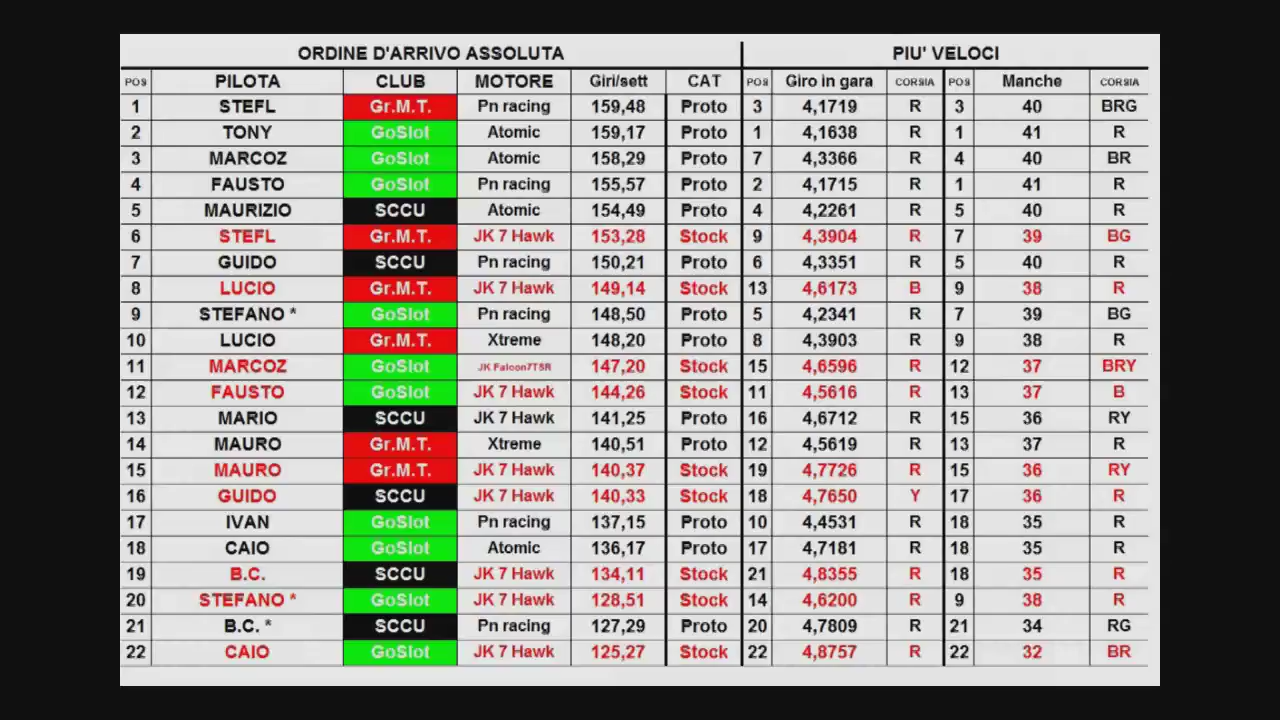 ORDINE D'ARRIVO ASSOLUTA PIU' VELOCI
POS PILOTA CLUB MOTORE Giri/sett CAT POS Giro in gara CORSIA POS Manche CORSIA
1 STEFL Gr.M.T. Pn racing 159,48 Proto 3 4,1719 R 3 40 BRG
2 TONY GoSlot Atomic 159,17 Proto 1 4,1638 R 1 41 R
3 MARCOZ GoSlot Atomic 158,29 Proto 7 4,3366 R 4 40 BR
4 FAUSTO GoSlot Pn racing 155,57 Proto 2 4,1715 R 1 41 R
5 MAURIZIO SCCU Atomic 154,49 Proto 4 4,2261 R 5 40 R
6 STEFL Gr.M.T. JK 7 Hawk 153,28 Stock 9 4,3904 R 7 39 BG
7 GUIDO SCCU Pn racing 150,21 Proto 6 4,3351 R 5 40 R
8 LUCIO Gr.M.T. JK 7 Hawk 149,14 Stock 13 4,6173 B 9 38 R
9 STEFANO * GoSlot Pn racing 148,50 Proto 5 4,2341 R 7 39 BG
10 LUCIO Gr.M.T. Xtreme 148,20 Proto 8 4,3903 R 9 38 R
11 MARCOZ GoSlot JK Falcon7TSR 147,20 Stock 15 4,6596 R 12 37 BRY
12 FAUSTO GoSlot JK 7 Hawk 144,26 Stock 11 4,5616 R 13 37 B
13 MARIO SCCU JK 7 Hawk 141,25 Proto 16 4,6712 R 15 36 RY
14 MAURO Gr.M.T. Xtreme 140,51 Proto 12 4,5619 R 13 37 R
15 MAURO Gr.M.T. JK 7 Hawk 140,37 Stock 19 4,7726 R 15 36 RY
16 GUIDO SCCU JK 7 Hawk 140,33 Stock 18 4,7650 Y 17 36 R
17 IVAN GoSlot Pn racing 137,15 Proto 10 4,4531 R 18 35 R
18 CAIO GoSlot Atomic 136,17 Proto 17 4,7181 R 18 35 R
19 B.C. SCCU JK 7 Hawk 134,11 Stock 21 4,8355 R 18 35 R
20 STEFANO * GoSlot JK 7 Hawk 128,51 Stock 14 4,6200 R 9 38 R
21 B.C. * SCCU Pn racing 127,29 Proto 20 4,7809 R 21 34 RG
22 CAIO GoSlot JK 7 Hawk 125,27 Stock 22 4,8757 R 22 32 BR